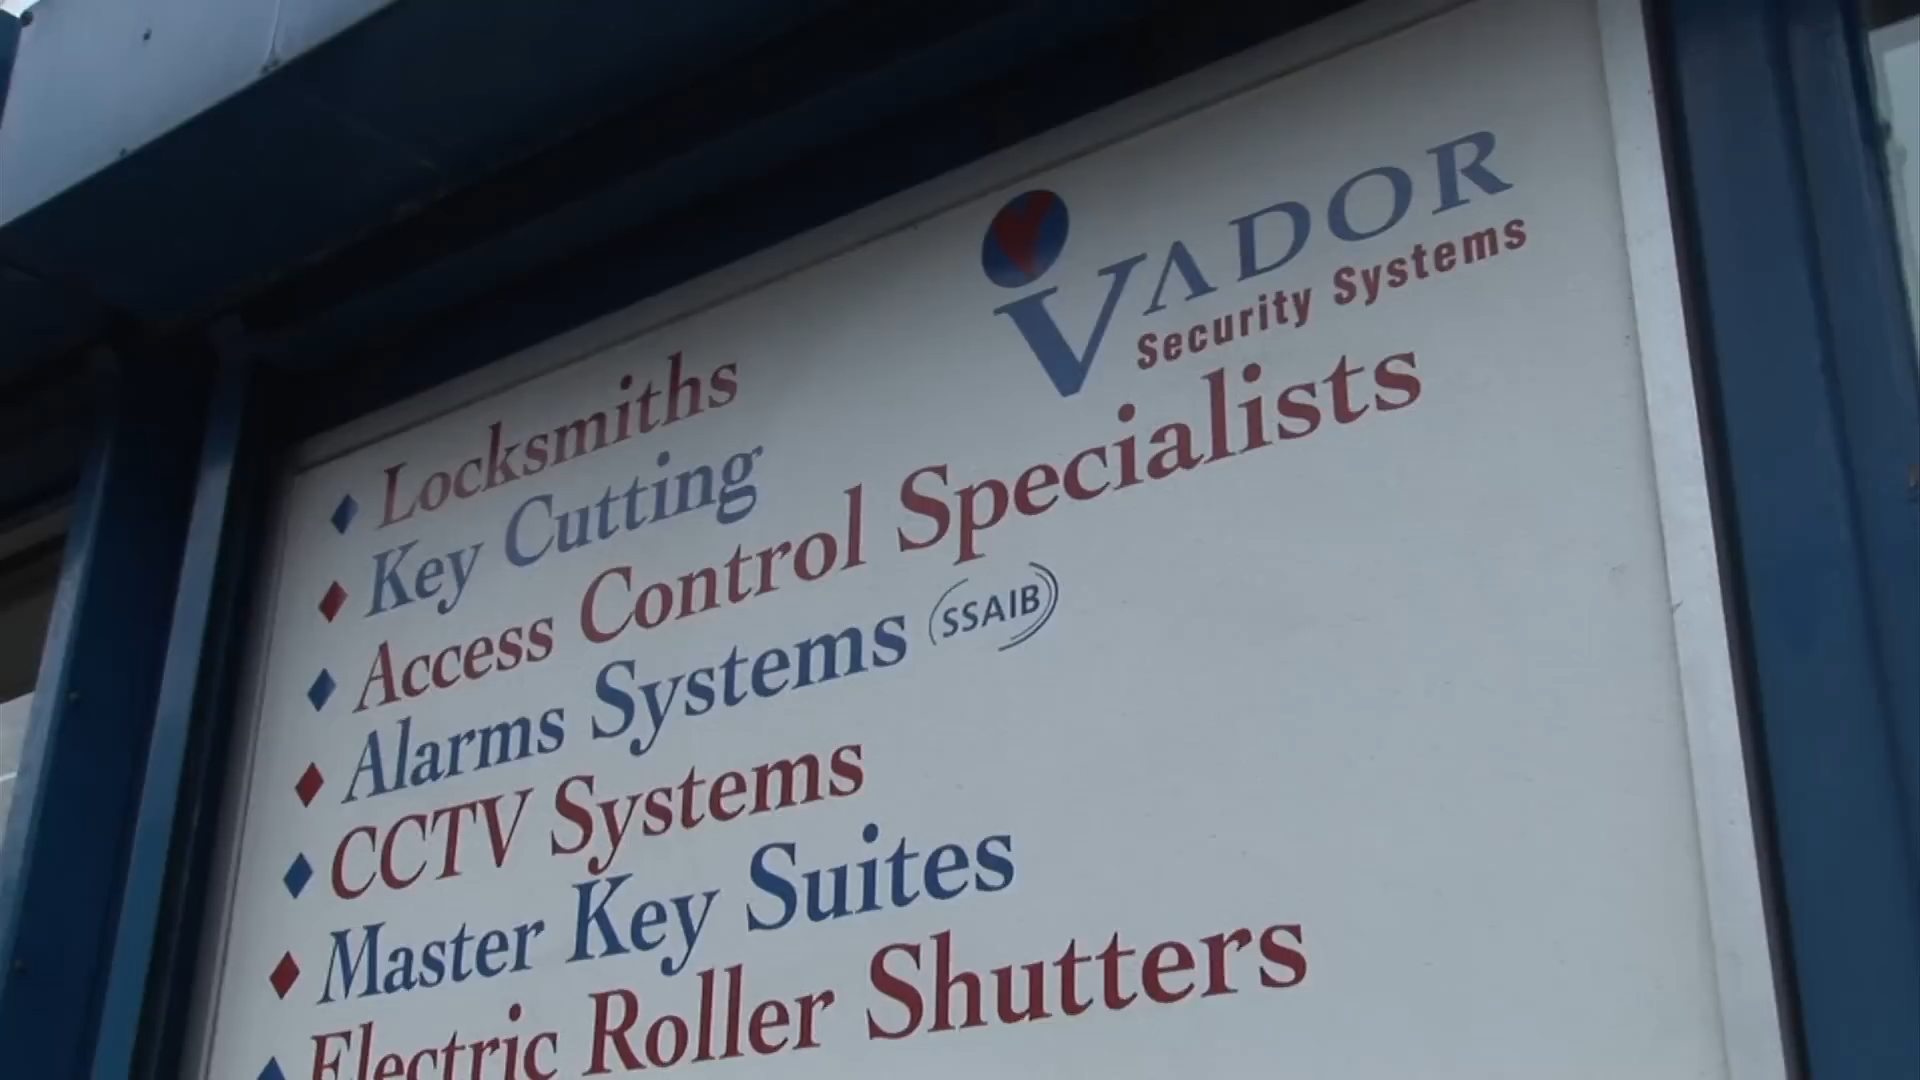 VADOR
Security Systems
Locksmiths
Key Cutting
Access Control Specialists
Alarms Systems SSAIB
CCTV Systems
Master Key Suites
Electric Roller Shutters